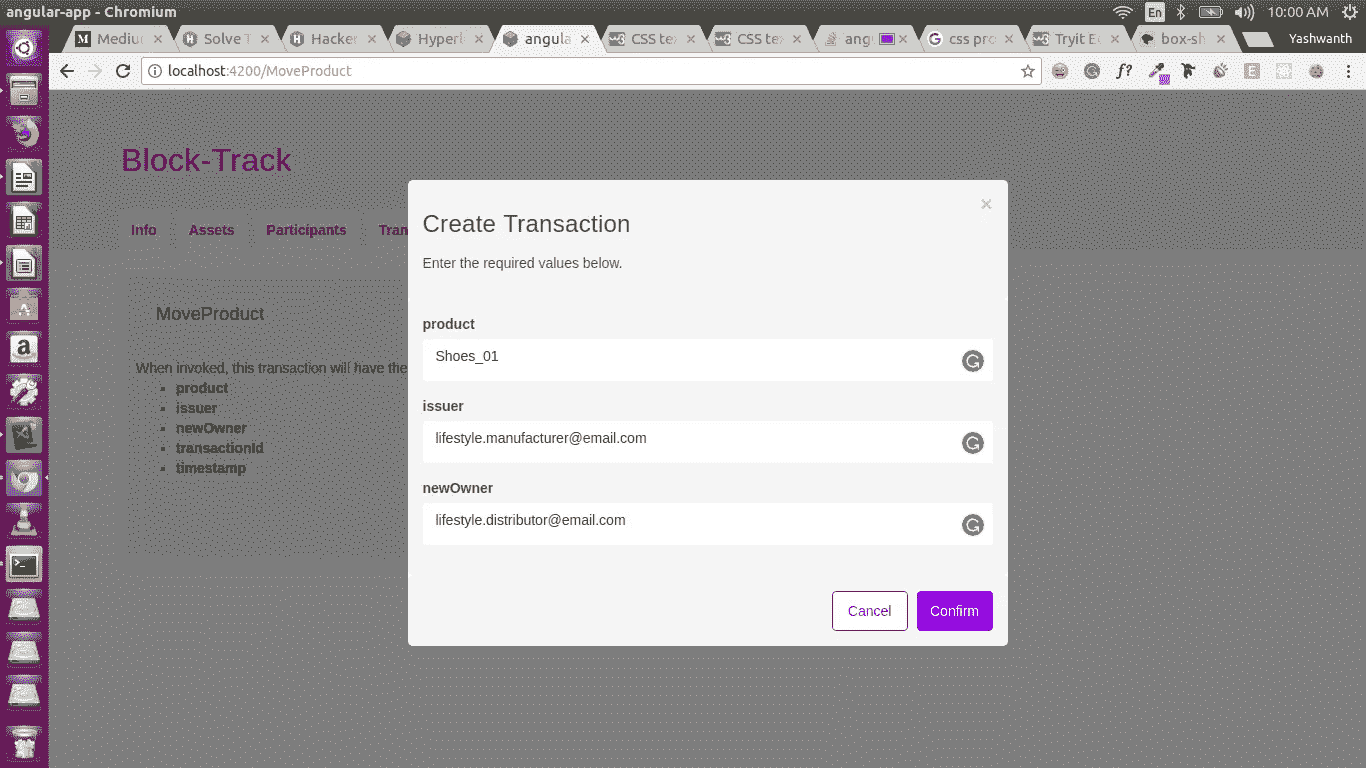 angular-app - Chromium
En
10:00 AM
Mediu
Solve T
Hacker
Hyperl
angula
CSS te
CSS te
ang
css pro
Tryit E
box-sh
Yashwanth
localhost:4200/MoveProduct
f?
E
Block-Track
Info
Assets
Participants
Tran
MoveProduct
When invoked, this transaction will have the
product
issuer
newOwner
transactionId
timestamp
×
Create Transaction
Enter the required values below.
product
Shoes_01
issuer
lifestyle.manufacturer@email.com
newOwner
lifestyle.distributor@email.com
Cancel
Confirm